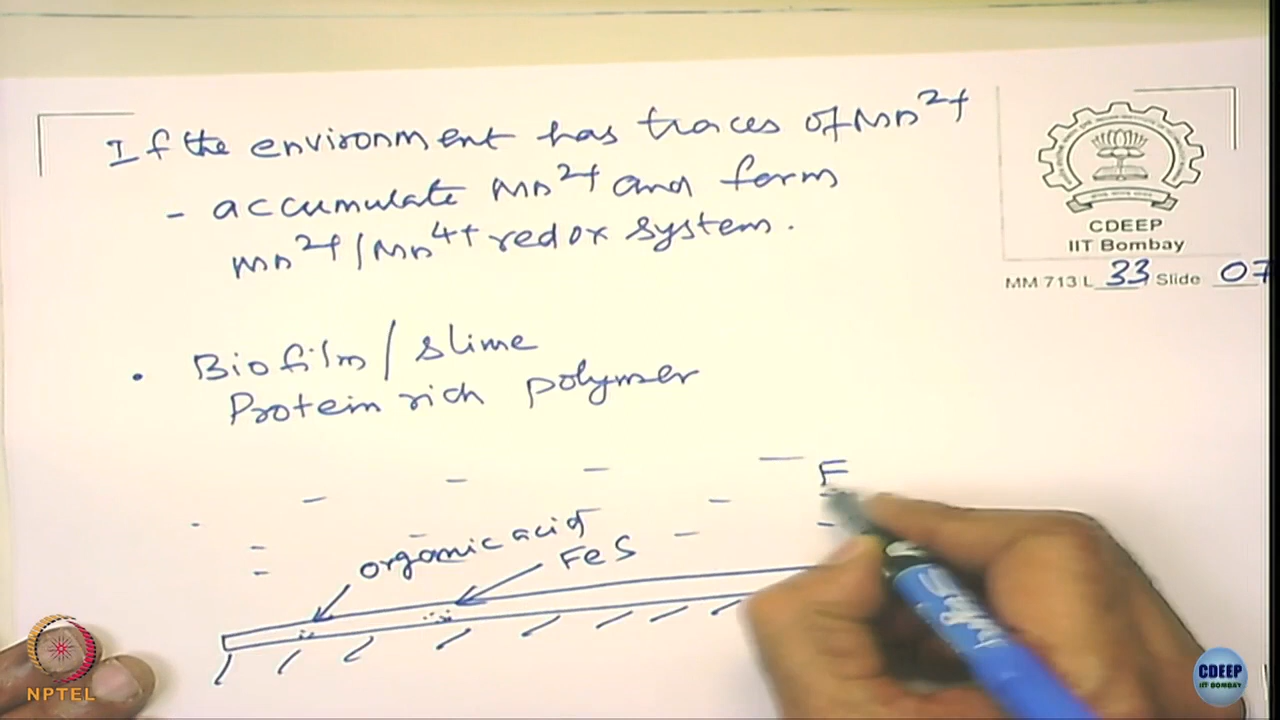 If the environment has traces of Mn2+
- accumulate Mn2+ and form
Mn2+/Mn4+ redox system.
• Biofilm / slime
Protein rich polymer
F
organic acid
FeS
CDEEP
IIT Bombay
MM 713 L 33 Slide 07
NPTEL
CDEEP
IIT BOMBAY